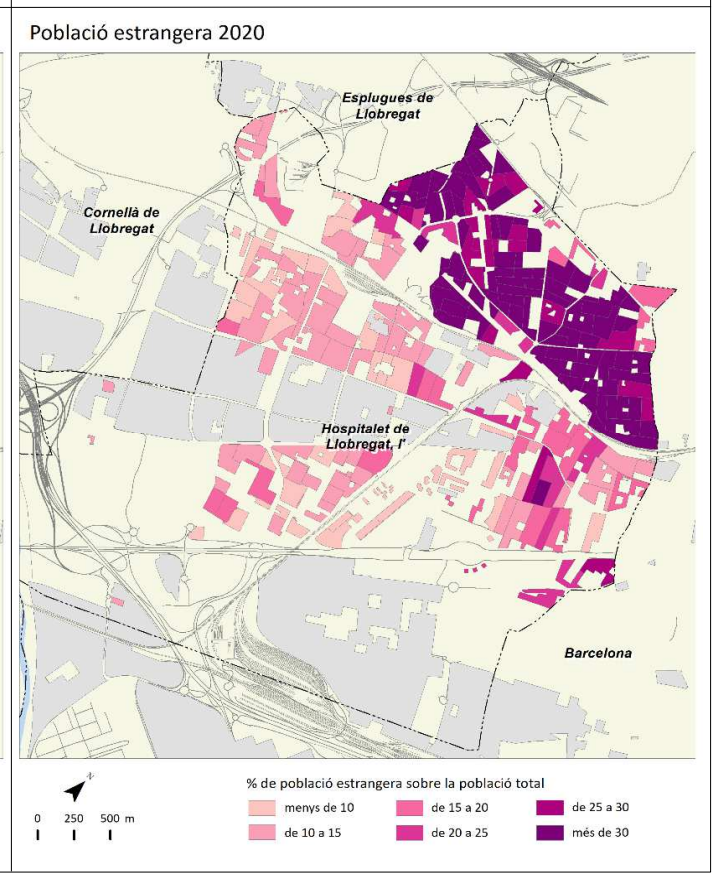 Població estrangera 2020
Esplugues de
Llobregat
Cornellà de
Llobregat
Hospitalet de
Llobregat, l'
Barcelona
N
0 250 500 m
% de població estrangera sobre la població total
menys de 10
de 15 a 20
de 25 a 30
de 10 a 15
de 20 a 25
més de 30